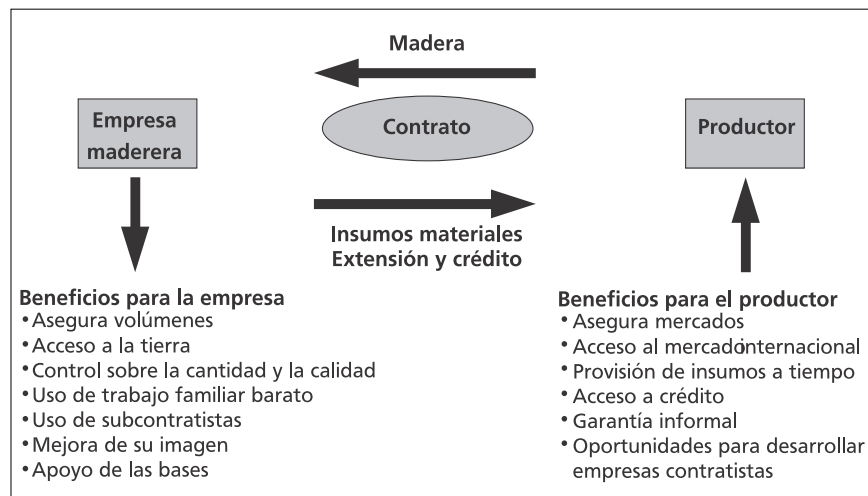 Madera
Empresa
maderera
Contrato
Productor
Insumos materiales
Extensión y crédito
Beneficios para la empresa
• Asegura volúmenes
• Acceso a la tierra
• Control sobre la cantidad y la calidad
• Uso de trabajo familiar barato
• Uso de subcontratistas
• Mejora de su imagen
• Apoyo de las bases
Beneficios para el productor
• Asegura mercados
• Acceso al mercadointernacional
• Provisión de insumos a tiempo
• Acceso a crédito
• Garantía informal
• Oportunidades para desarrollar
empresas contratistas